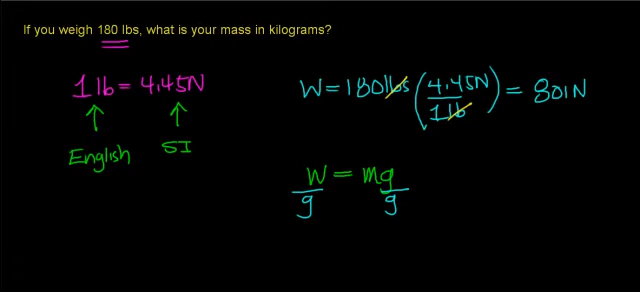 If you weigh 180 lbs, what is your mass in kilograms?
1 lb = 4.45N
English
SI
W = 180 lbs (4.45N / 1 lb) = 801N
W = mg
g g